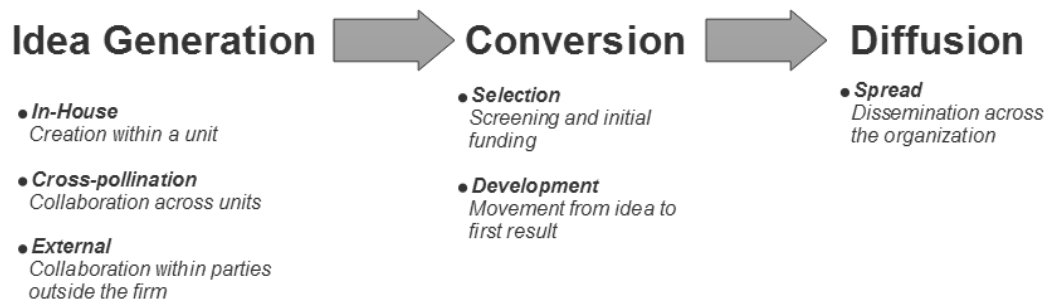 Idea Generation
Conversion
Diffusion
● In-House
Creation within a unit
● Cross-pollination
Collaboration across units
● External
Collaboration within parties
outside the firm
● Selection
Screening and initial
funding
● Development
Movement from idea to
first result
● Spread
Dissemination across
the organization